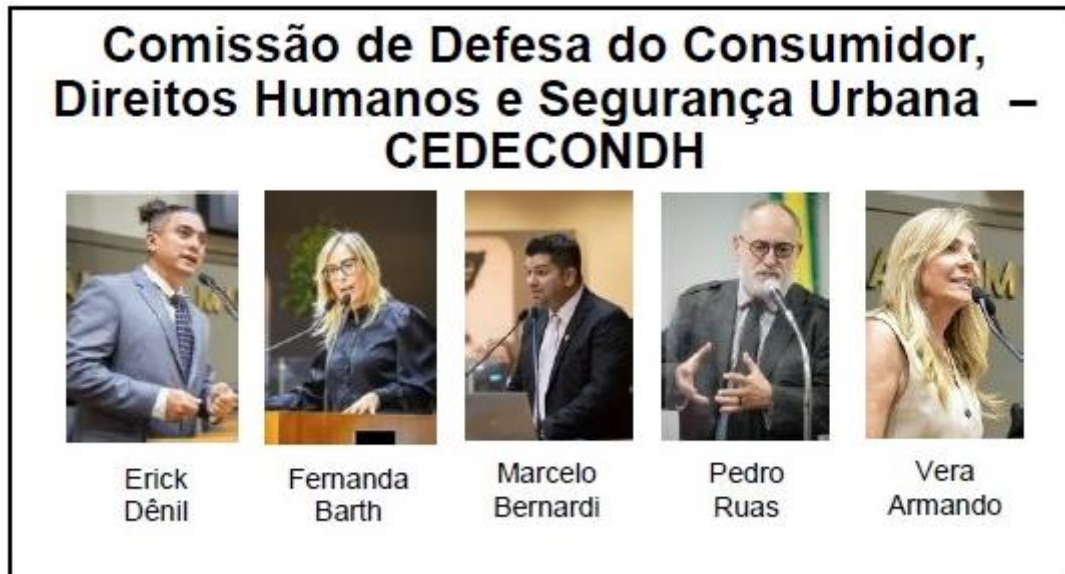 Comissão de Defesa do Consumidor,
Direitos Humanos e Segurança Urbana –
CEDECONDH
Erick
Dênil
Fernanda
Barth
Marcelo
Bernardi
Pedro
Ruas
Vera
Armando